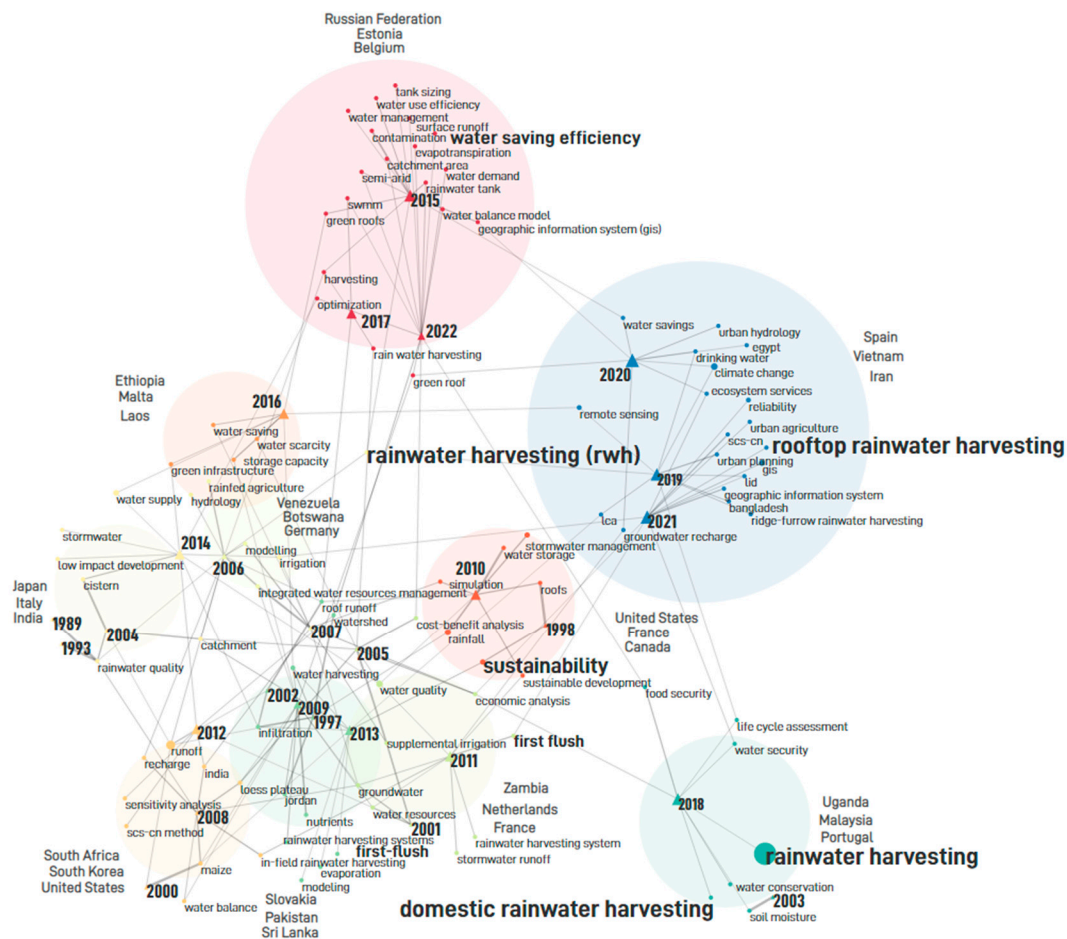 Russian Federation
Estonia
Belgium
tank sizing
water use efficiency
water management
surface runoff
contamination
water saving efficiency
evapotranspiration
catchment area
semi-arid
water demand
rainwater tank
2015
swmm
water balance model
green roofs
geographic information system (gis)
harvesting
optimization
2017
2022
rain water harvesting
green roof
water savings
urban hydrology
egypt
drinking water
2020
climate change
ecosystem services
reliability
remote sensing
urban agriculture
scs-cn
rooftop rainwater harvesting
urban planning
gis
2019
lid
geographic information system
bangladesh
2021
ridge-furrow rainwater harvesting
lca
groundwater recharge
Spain
Vietnam
Iran
Ethiopia
Malta
Laos
2016
water saving
water scarcity
storage capacity
green infrastructure
rainfed agriculture
rainwater harvesting (rwh)
water supply
hydrology
Venezuela
Botswana
Germany
stormwater
2014
modelling
low impact development
2006
irrigation
cistern
integrated water resources management
Japan
Italy
India
roof runoff
watershed
1989
2004
2007
1993
catchment
2005
rainwater quality
stormwater management
water storage
2010
simulation
roofs
cost-benefit analysis
rainfall
1998
sustainability
sustainable development
United States
France
Canada
food security
water harvesting
water quality
economic analysis
2002
2009
1997
infiltration
2013
supplemental irrigation
first flush
2011
2012
runoff
recharge
india
loess plateau
jordan
groundwater
sensitivity analysis
2008
nutrients
water resources
scs-cn method
2001
Zambia
Netherlands
France
rainwater harvesting system
rainwater harvesting systems
first-flush
stormwater runoff
in-field rainwater harvesting
evaporation
maize
modeling
South Africa
South Korea
United States
2000
water balance
Slovakia
Pakistan
Sri Lanka
life cycle assessment
water security
2018
Uganda
Malaysia
Portugal
rainwater harvesting
water conservation
2003
domestic rainwater harvesting
soil moisture